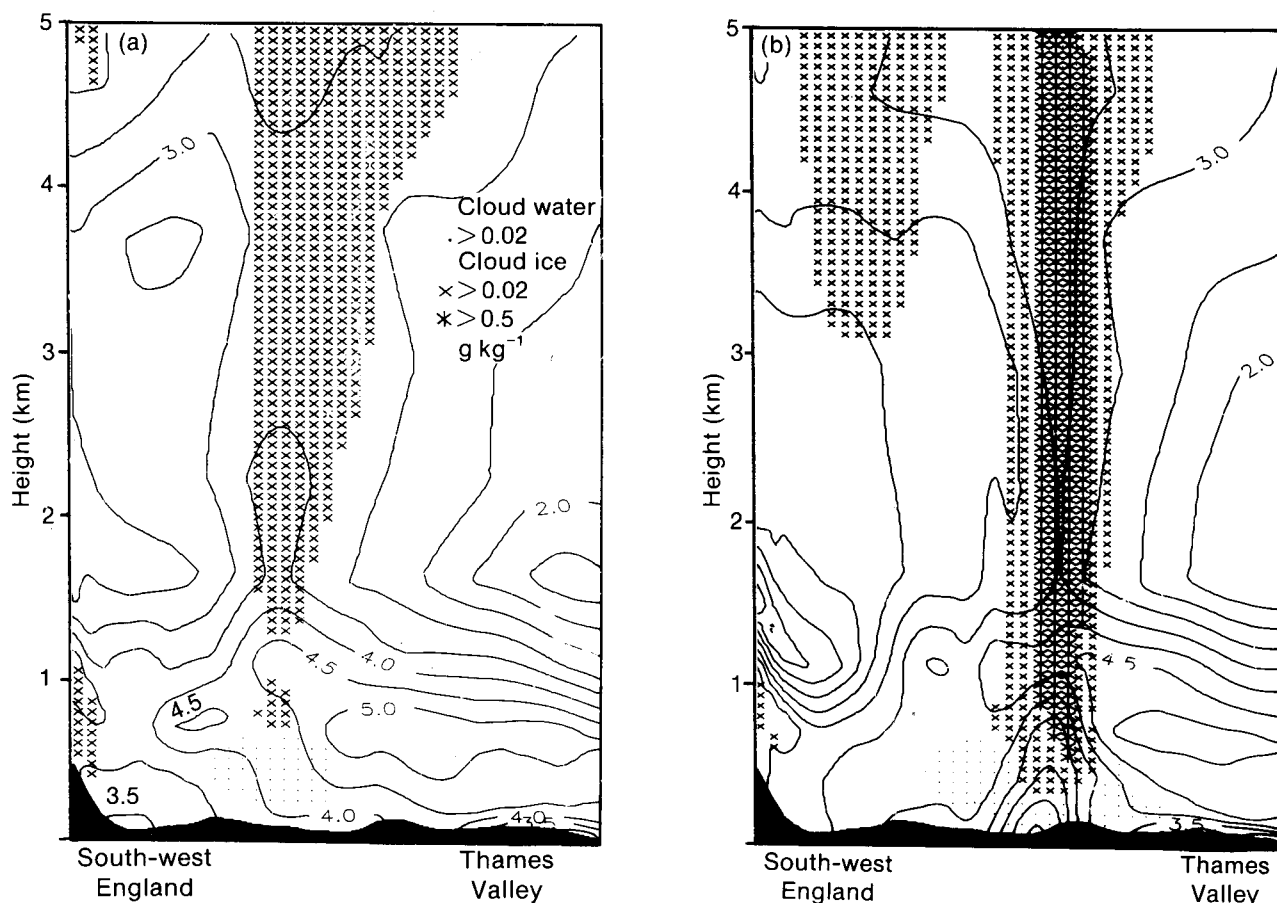 (a)
5
4
3
2
1
Height (km)
3.0
Cloud water
. > 0.02
Cloud ice
× > 0.02
✳ > 0.5
g kg⁻¹
2.0
4.5
4.0
4.5
5.0
3.5
4.0
4.0
South-west
England
Thames
Valley
(b)
5
4
3
2
1
Height (km)
3.0
2.0
4.5
3.5
South-west
England
Thames
Valley